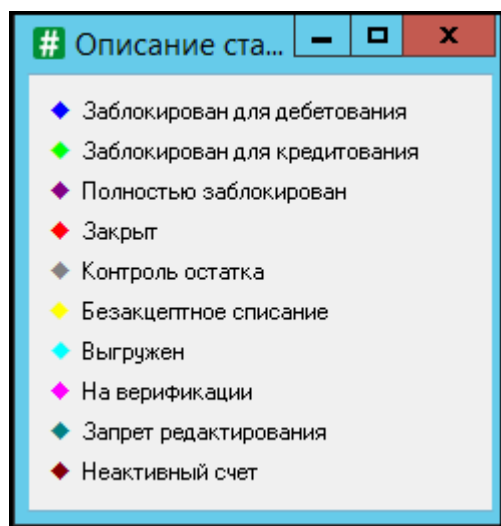 # Описание ста...
Заблокирован для дебетования
Заблокирован для кредитования
Полностью заблокирован
Закрыт
Контроль остатка
Безакцептное списание
Выгружен
На верификации
Запрет редактирования
Неактивный счет